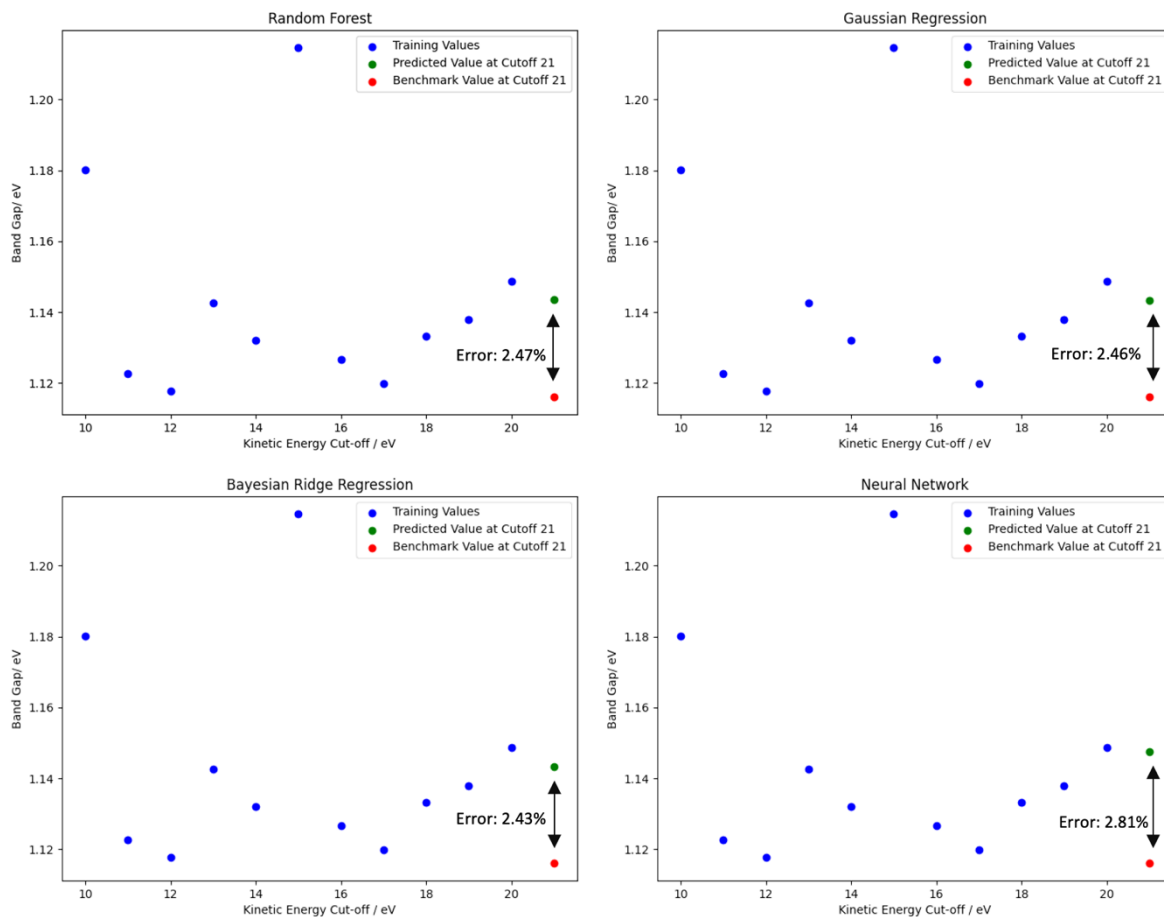 Random Forest
Training Values
Predicted Value at Cutoff 21
Benchmark Value at Cutoff 21
1.20
1.18
1.16
1.14
1.12
Band Gap/ eV
Error: 2.47%
10 12 14 16 18 20
Kinetic Energy Cut-off / eV
Gaussian Regression
Training Values
Predicted Value at Cutoff 21
Benchmark Value at Cutoff 21
1.20
1.18
1.16
1.14
1.12
Band Gap/ eV
Error: 2.46%
10 12 14 16 18 20
Kinetic Energy Cut-off / eV
Bayesian Ridge Regression
Training Values
Predicted Value at Cutoff 21
Benchmark Value at Cutoff 21
1.20
1.18
1.16
1.14
1.12
Band Gap/ eV
Error: 2.43%
10 12 14 16 18 20
Kinetic Energy Cut-off / eV
Neural Network
Training Values
Predicted Value at Cutoff 21
Benchmark Value at Cutoff 21
1.20
1.18
1.16
1.14
1.12
Band Gap/ eV
Error: 2.81%
10 12 14 16 18 20
Kinetic Energy Cut-off / eV